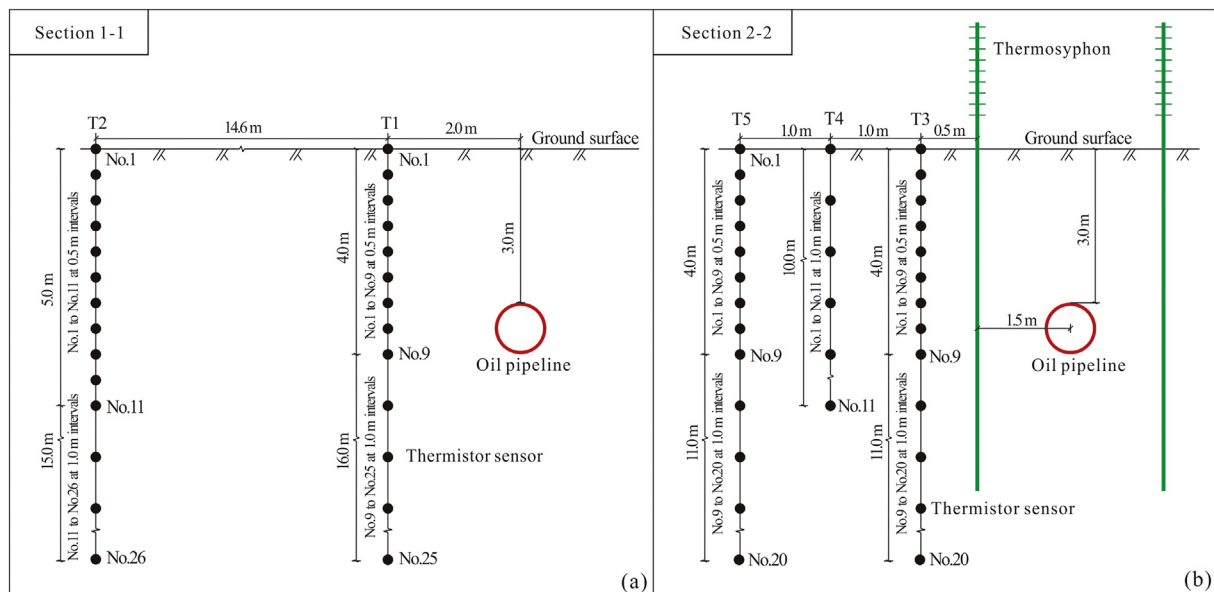 Section 1-1
T2
14.6 m
T1
2.0 m
Ground surface
No.1
No.1
5.0 m
No.1 to No.11 at 0.5 m intervals
4.0 m
No.1 to No.9 at 0.5 m intervals
3.0 m
No.9
Oil pipeline
No.11
15.0 m
No.11 to No.26 at 1.0 m intervals
16.0 m
No.9 to No.25 at 1.0 m intervals
Thermistor sensor
No.26
No.25
(a)
Section 2-2
Thermosyphon
T5
1.0 m
T4
1.0 m
T3
0.5 m
Ground surface
No.1
4.0 m
No.1 to No.9 at 0.5 m intervals
10.0 m
No.1 to No.11 at 1.0 m intervals
4.0 m
No.1 to No.9 at 0.5 m intervals
3.0 m
1.5 m
No.9
No.9
Oil pipeline
No.11
11.0 m
No.9 to No.20 at 1.0 m intervals
11.0 m
No.9 to No.20 at 1.0 m intervals
Thermistor sensor
No.20
No.20
(b)